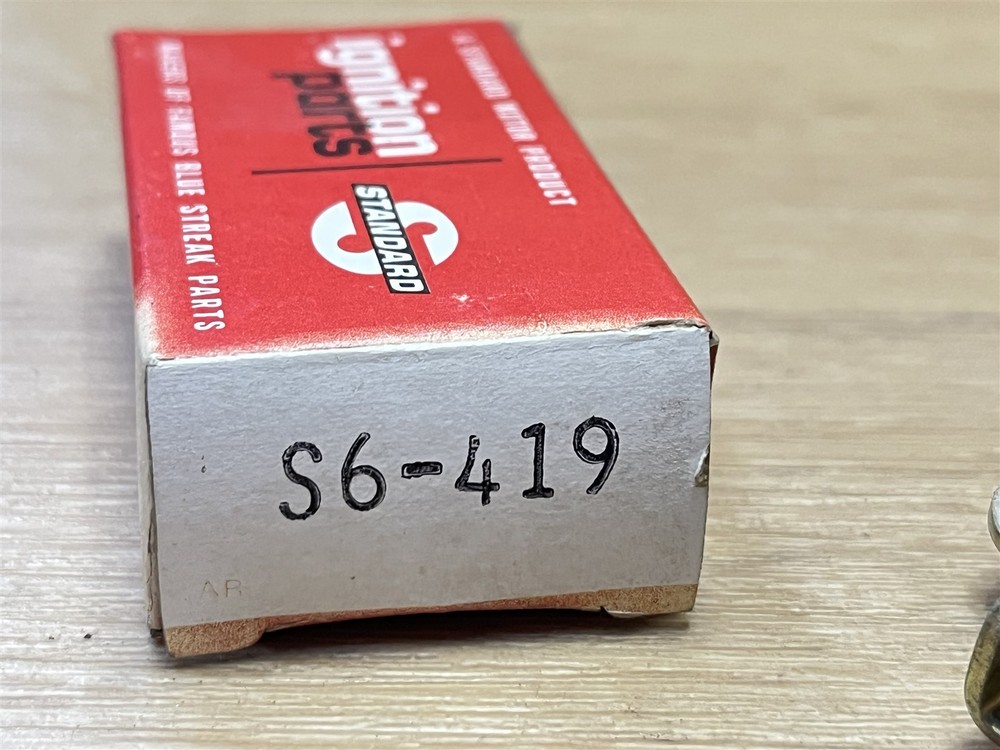 A STANDARD MOTOR PRODUCT
ignition
parts
STANDARD
MAKERS OF FAMOUS BLUE STREAK PARTS
S6-419
AR